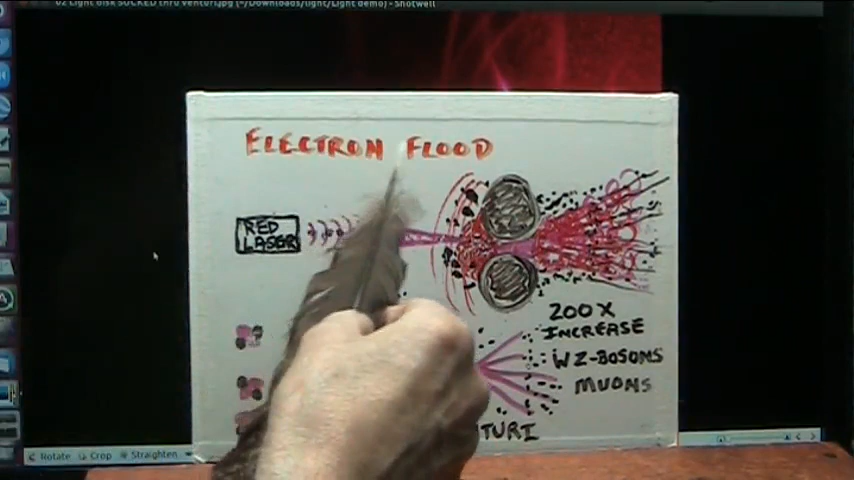 02 Light disk SUCKED thru venturi.jpg (~/Downloads/light/Light demo) - Shotwell
ELECTRON FLOOD
RED
LASER
200X
INCREASE
WZ-BOSONS
MUONS
TURI
Rotate Crop Straighten